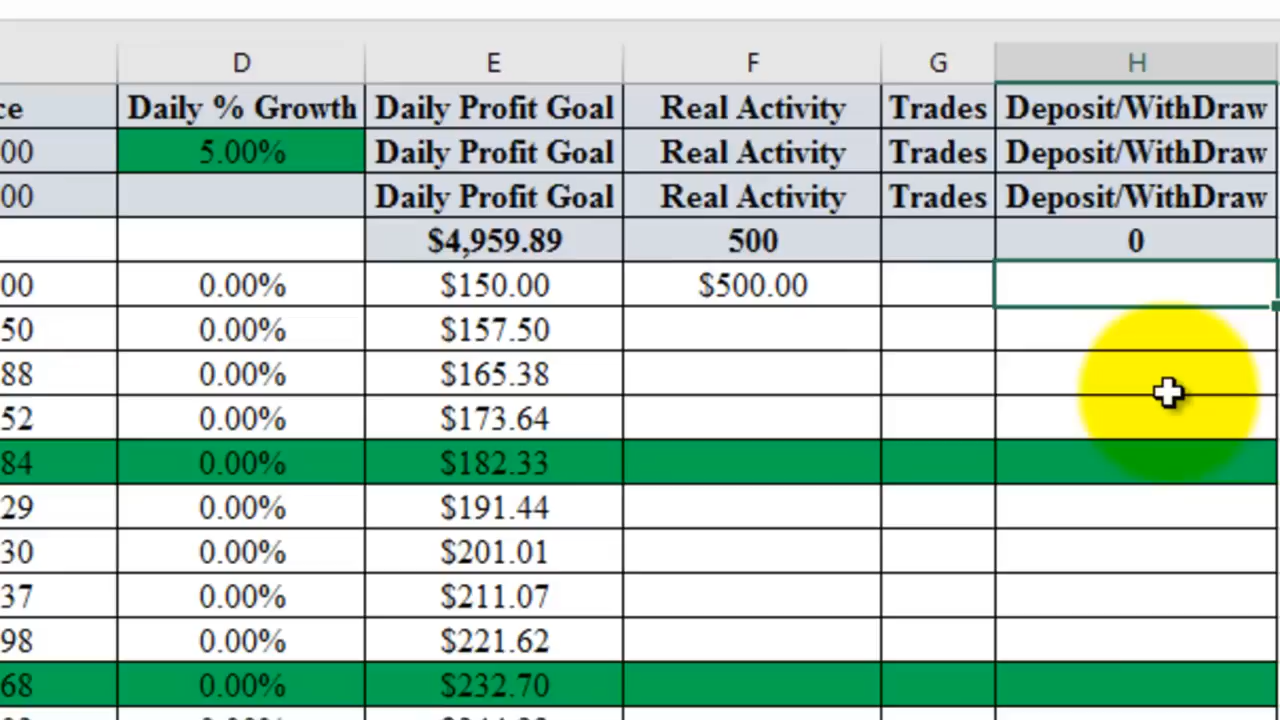 D E F G H
ce Daily % Growth Daily Profit Goal Real Activity Trades Deposit/WithDraw
00 5.00% Daily Profit Goal Real Activity Trades Deposit/WithDraw
00 Daily Profit Goal Real Activity Trades Deposit/WithDraw
$4,959.89 500 0
00 0.00% $150.00 $500.00
50 0.00% $157.50
88 0.00% $165.38
52 0.00% $173.64
84 0.00% $182.33
29 0.00% $191.44
30 0.00% $201.01
37 0.00% $211.07
98 0.00% $221.62
68 0.00% $232.70